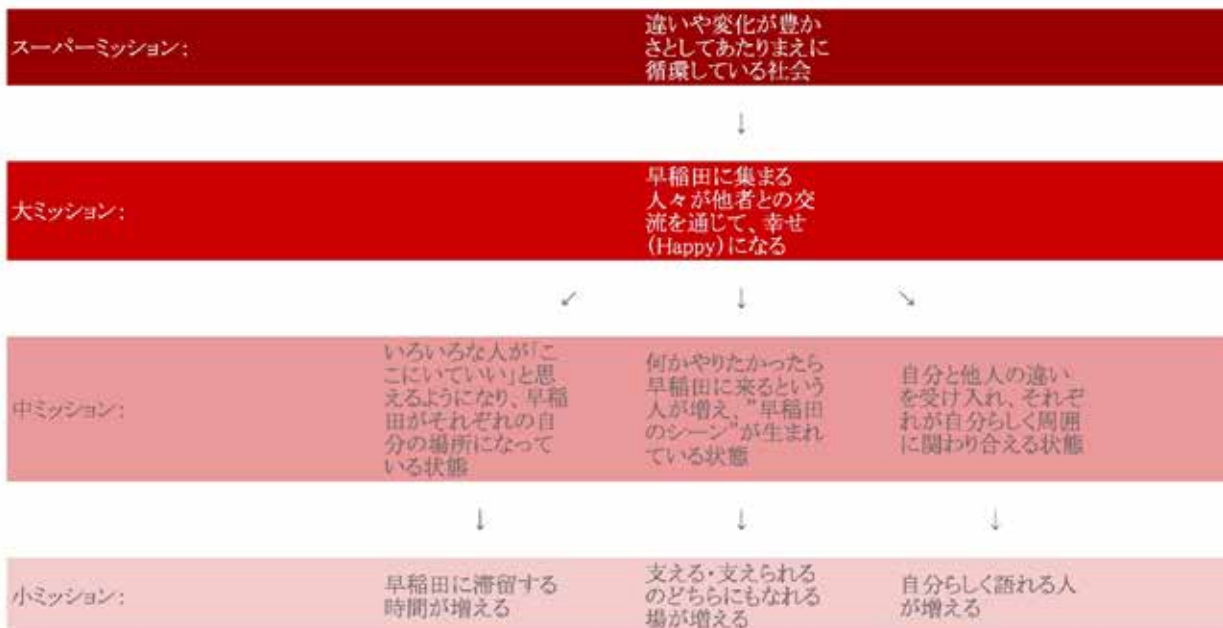 スーパーミッション:
違いや変化が豊か
さとしてあたりまえに
循環している社会
↓
大ミッション:
早稲田に集まる
人々が他者との交
流を通じて、幸せ
(Happy)になる
↙ ↓ ↘
中ミッション:
いろいろな人が「こ
こにいていい」と思
えるようになり、早稲
田がそれぞれの自
分の場所になって
いる状態
何かやりたかったら
早稲田に来るという
人が増え、"早稲田
のシーン"が生まれ
ている状態
自分と他人の違い
を受け入れ、それぞ
れが自分らしく周囲
に関わり合える状態
↓ ↓ ↓
小ミッション:
早稲田に滞留する
時間が増える
支える・支えられる
のどちらにもなれる
場が増える
自分らしく語れる人
が増える